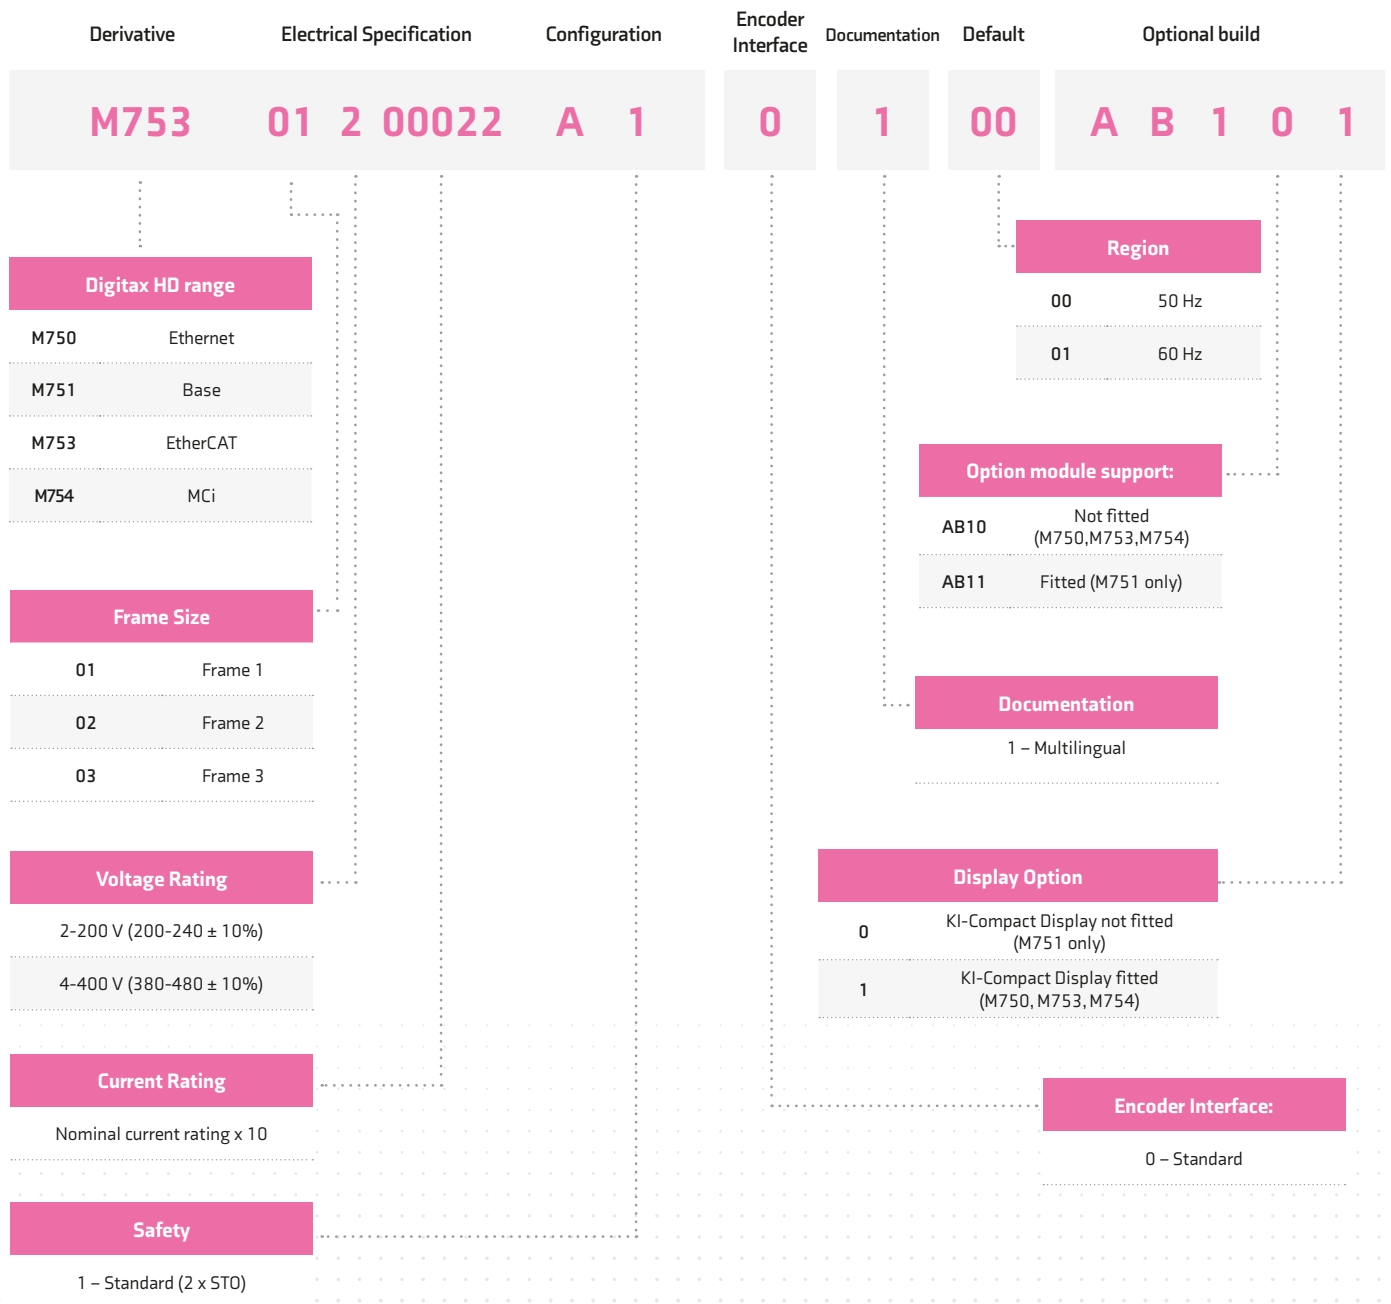 Derivative Electrical Specification Configuration Encoder Interface Documentation Default Optional build
M753 01 2 00022 A 1 0 1 00 A B 1 0 1
Digitax HD range
M750 Ethernet
M751 Base
M753 EtherCAT
M754 MCi
Frame Size
01 Frame 1
02 Frame 2
03 Frame 3
Voltage Rating
2-200 V (200-240 ± 10%)
4-400 V (380-480 ± 10%)
Current Rating
Nominal current rating x 10
Safety
1 – Standard (2 x STO)
Region
00 50 Hz
01 60 Hz
Option module support:
AB10 Not fitted
(M750,M753,M754)
AB11 Fitted (M751 only)
Documentation
1 – Multilingual
Display Option
0 KI-Compact Display not fitted
(M751 only)
1 KI-Compact Display fitted
(M750, M753, M754)
Encoder Interface:
0 – Standard